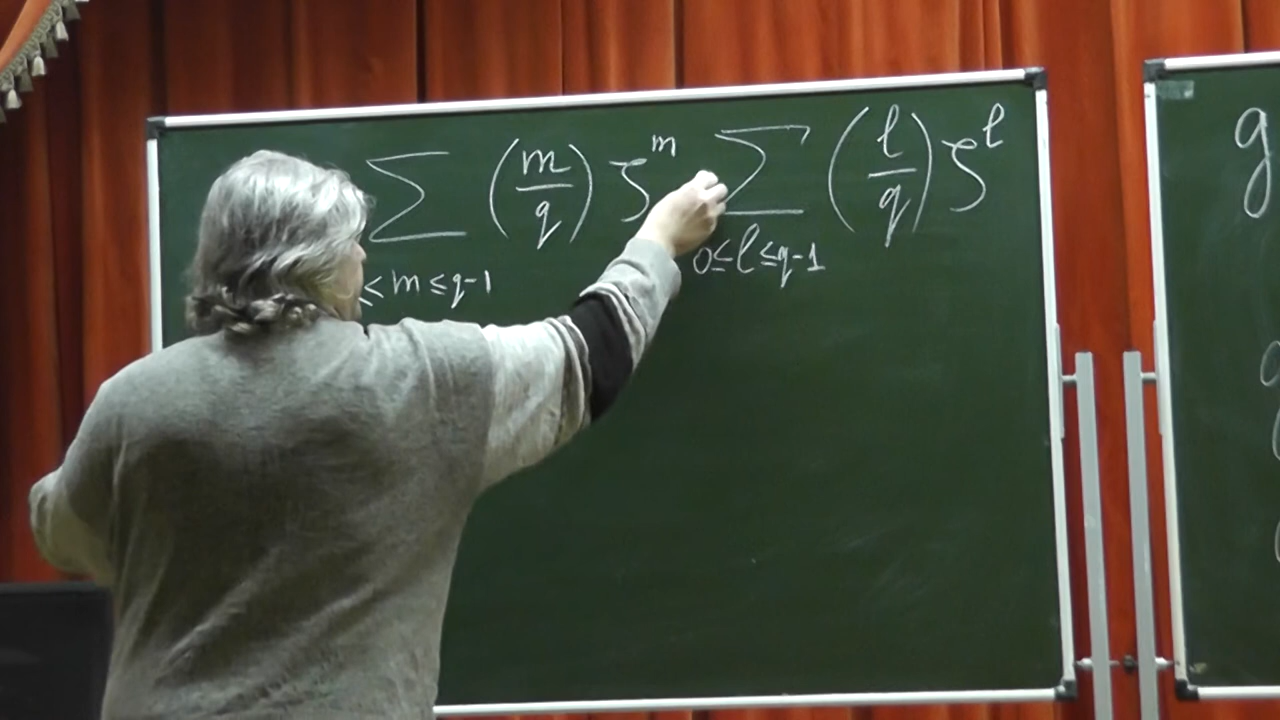 ∑ (m/q) ζ^m ∑ (l/q) ζ^l
≤ m ≤ q-1 0 ≤ l ≤ q-1
g